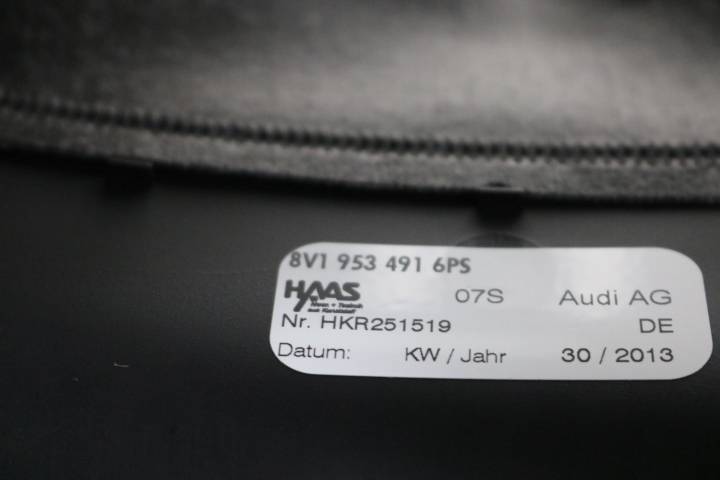 8V1 953 491 6PS
HAAS 07S Audi AG
Nr. HKR251519 DE
Datum: KW / Jahr 30 / 2013